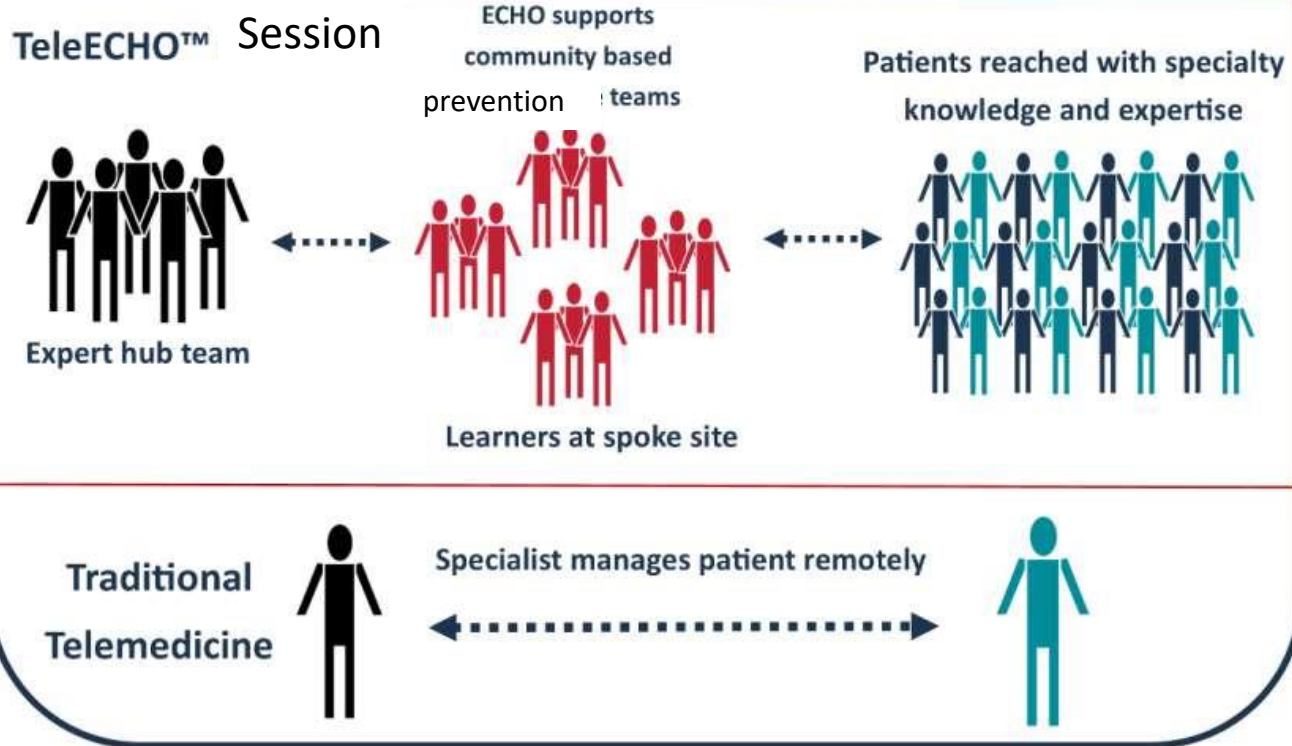 TeleECHO™ Session
ECHO supports
community based
prevention teams
Patients reached with specialty
knowledge and expertise
Expert hub team
Learners at spoke site
Traditional
Telemedicine
Specialist manages patient remotely